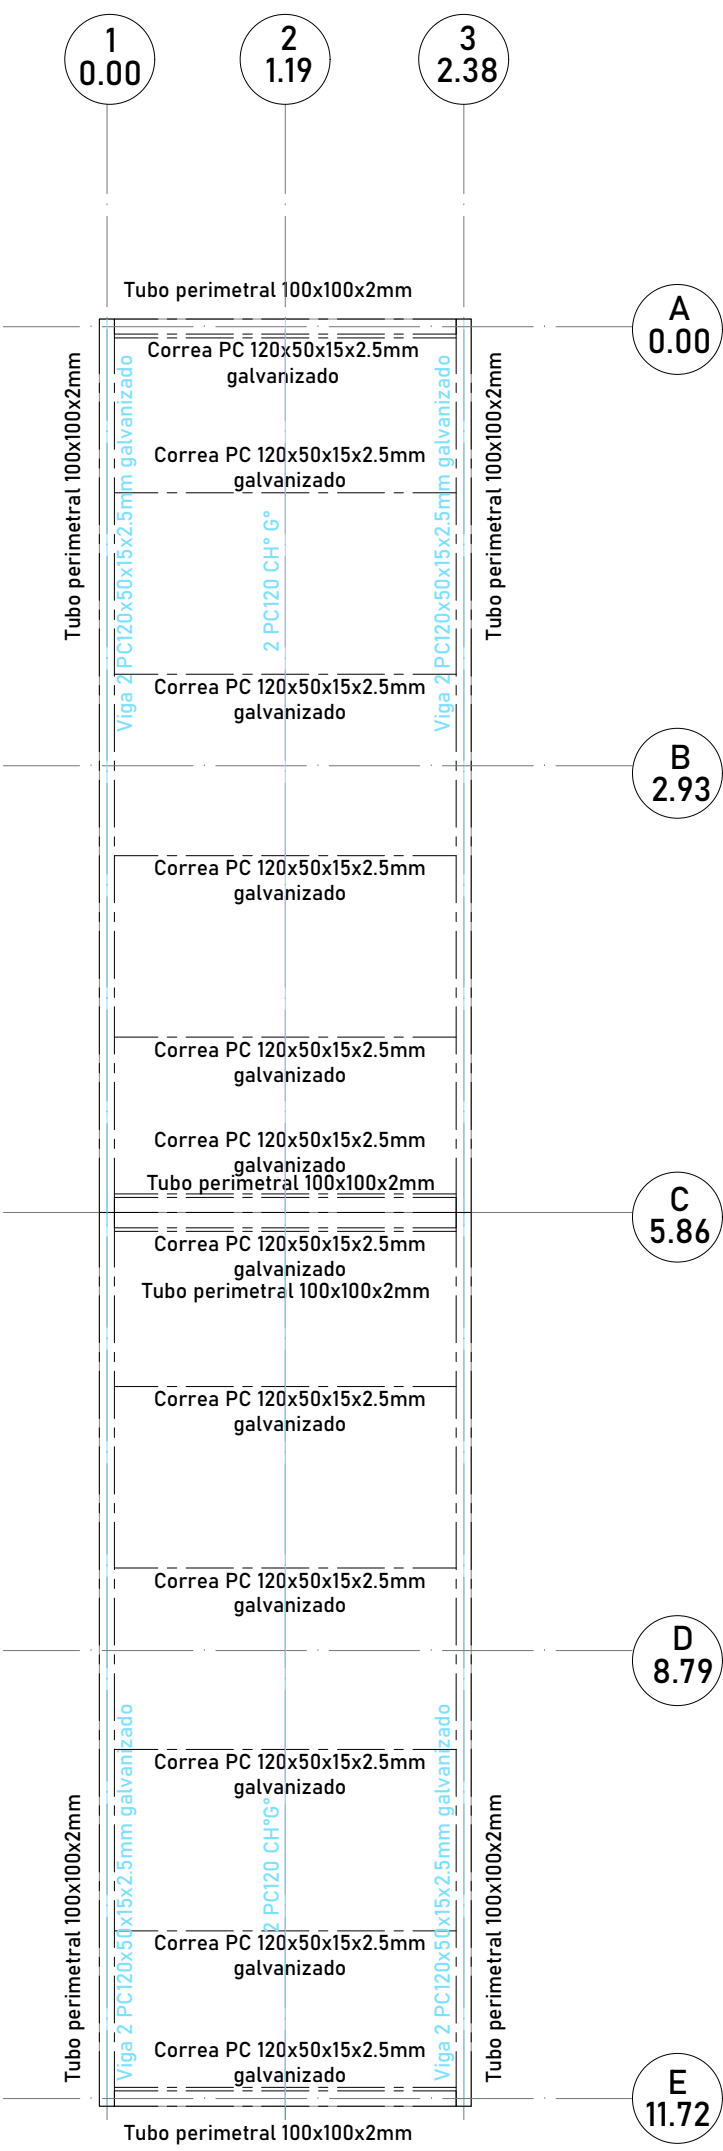 1
0.00
2
1.19
3
2.38
Tubo perimetral 100x100x2mm
A
0.00
Correa PC 120x50x15x2.5mm
galvanizado
Tubo perimetral 100x100x2mm
Viga 2 PC120x50x15x2.5mm galvanizado
Viga 2 PC120x50x15x2.5mm galvanizado
Tubo perimetral 100x100x2mm
Correa PC 120x50x15x2.5mm
galvanizado
2 PC120 CH° G°
Correa PC 120x50x15x2.5mm
galvanizado
B
2.93
Correa PC 120x50x15x2.5mm
galvanizado
Correa PC 120x50x15x2.5mm
galvanizado
Correa PC 120x50x15x2.5mm
galvanizado
Tubo perimetral 100x100x2mm
C
5.86
Correa PC 120x50x15x2.5mm
galvanizado
Tubo perimetral 100x100x2mm
Correa PC 120x50x15x2.5mm
galvanizado
Correa PC 120x50x15x2.5mm
galvanizado
D
8.79
Correa PC 120x50x15x2.5mm
galvanizado
Tubo perimetral 100x100x2mm
Viga 2 PC120x50x15x2.5mm galvanizado
2 PC120 CH°G°
Viga 2 PC120x50x15x2.5mm galvanizado
Tubo perimetral 100x100x2mm
Correa PC 120x50x15x2.5mm
galvanizado
Correa PC 120x50x15x2.5mm
galvanizado
E
11.72
Tubo perimetral 100x100x2mm